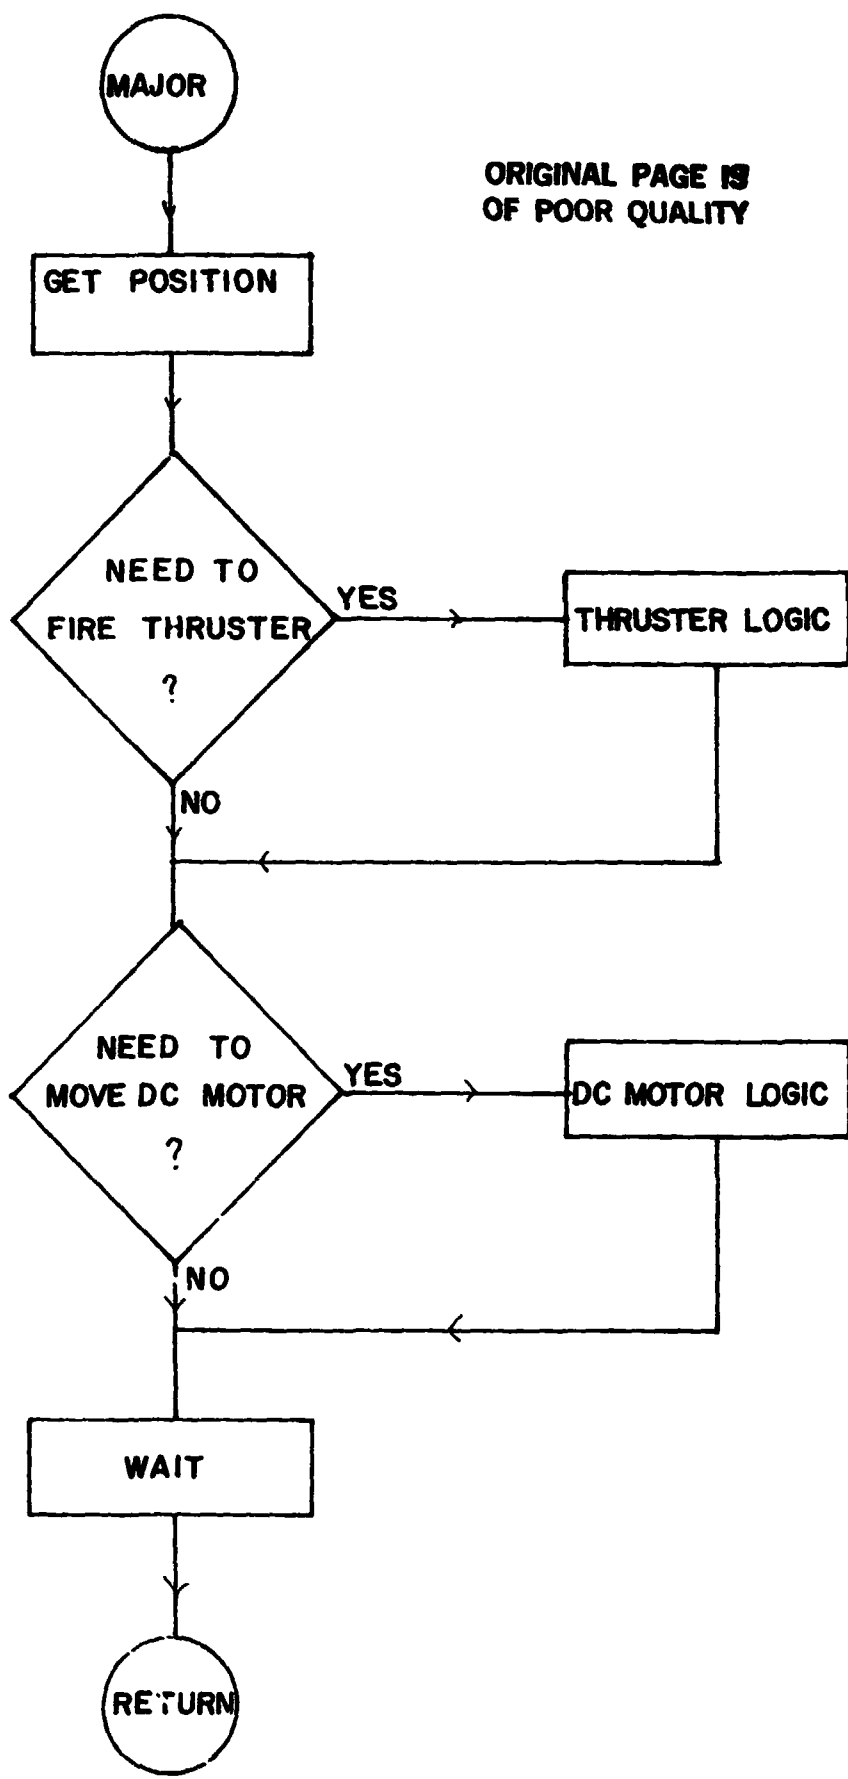 MAJOR
ORIGINAL PAGE IS
OF POOR QUALITY
GET POSITION
NEED TO
FIRE THRUSTER
?
YES
THRUSTER LOGIC
NO
NEED TO
MOVE DC MOTOR
?
YES
DC MOTOR LOGIC
NO
WAIT
RETURN